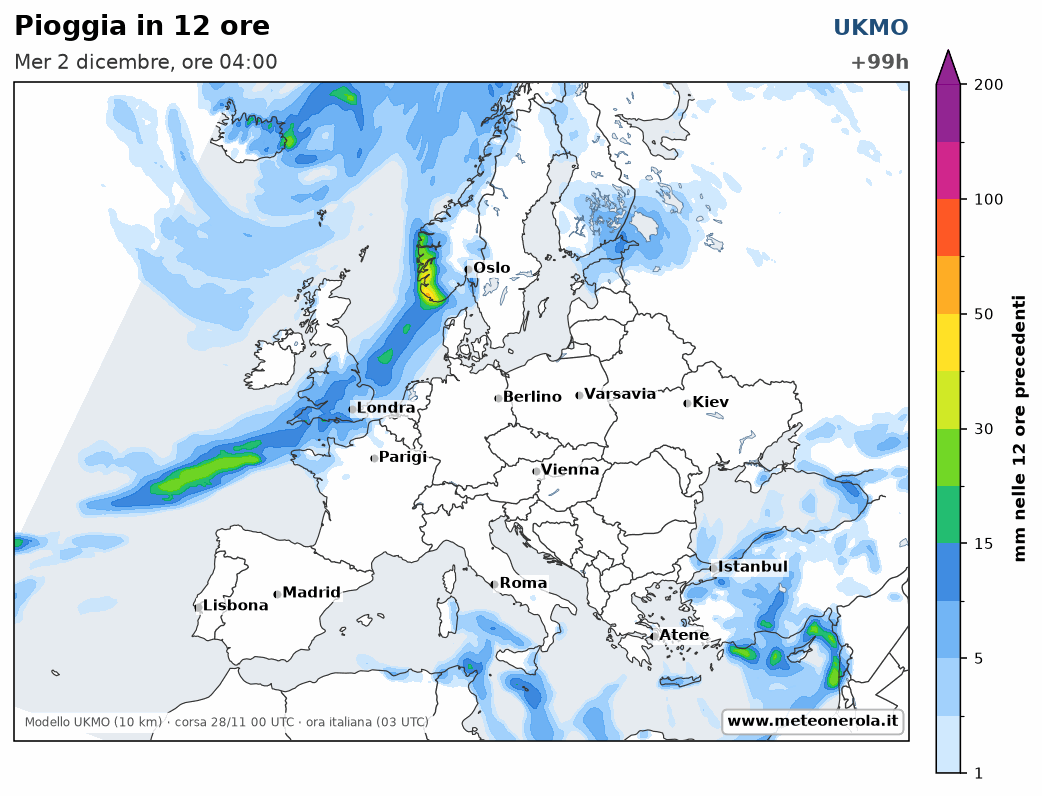 Pioggia in 12 ore
UKMO
Mer 2 dicembre, ore 04:00
+99h
200
100
50
30
15
5
1
mm nelle 12 ore precedenti
Oslo
Berlino
Varsavia
Kiev
Londra
Parigi
Vienna
Istanbul
Roma
Madrid
Lisbona
Atene
Modello UKMO (10 km) · corsa 28/11 00 UTC · ora italiana (03 UTC)
www.meteonerola.it